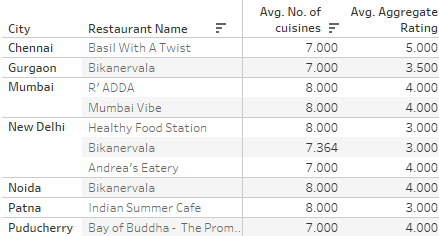 City Restaurant Name Avg. No. of cuisines Avg. Aggregate Rating
Chennai Basil With A Twist 7.000 5.000
Gurgaon Bikanervala 7.000 3.500
Mumbai R' ADDA 8.000 4.000
Mumbai Vibe 8.000 4.000
New Delhi Healthy Food Station 8.000 3.000
Bikanervala 7.364 3.000
Andrea's Eatery 7.000 4.000
Noida Bikanervala 8.000 4.000
Patna Indian Summer Cafe 8.000 3.000
Puducherry Bay of Buddha - The Prom.. 7.000 4.000